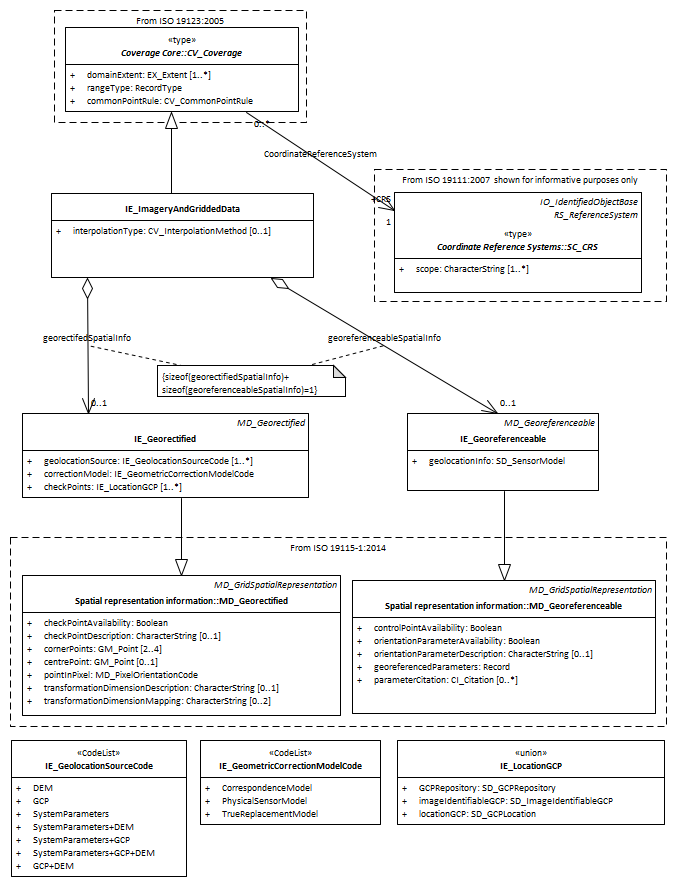 From ISO 19123:2005
«type»
Coverage Core::CV_Coverage
+ domainExtent: EX_Extent [1..*]
+ rangeType: RecordType
+ commonPointRule: CV_CommonPointRule
0..*
CoordinateReferenceSystem
From ISO 19111:2007 shown for informative purposes only
+CRS
1
IO_IdentifiedObjectBase
RS_ReferenceSystem
«type»
Coordinate Reference Systems::SC_CRS
+ scope: CharacterString [1..*]
IE_ImageryAndGriddedData
+ interpolationType: CV_InterpolationMethod [0..1]
georectifedSpatialInfo
georeferenceableSpatialInfo
{sizeof(georectifiedSpatialInfo)+
sizeof(georeferenceableSpatialInfo)=1}
0..1
0..1
MD_Georectified
IE_Georectified
+ geolocationSource: IE_GeolocationSourceCode [1..*]
+ correctionModel: IE_GeometricCorrectionModelCode
+ checkPoints: IE_LocationGCP [1..*]
MD_Georeferenceable
IE_Georeferenceable
+ geolocationInfo: SD_SensorModel
From ISO 19115-1:2014
MD_GridSpatialRepresentation
Spatial representation information::MD_Georectified
+ checkPointAvailability: Boolean
+ checkPointDescription: CharacterString [0..1]
+ cornerPoints: GM_Point [2..4]
+ centrePoint: GM_Point [0..1]
+ pointInPixel: MD_PixelOrientationCode
+ transformationDimensionDescription: CharacterString [0..1]
+ transformationDimensionMapping: CharacterString [0..2]
MD_GridSpatialRepresentation
Spatial representation information::MD_Georeferenceable
+ controlPointAvailability: Boolean
+ orientationParameterAvailability: Boolean
+ orientationParameterDescription: CharacterString [0..1]
+ georeferencedParameters: Record
+ parameterCitation: CI_Citation [0..*]
«CodeList»
IE_GeolocationSourceCode
+ DEM
+ GCP
+ SystemParameters
+ SystemParameters+DEM
+ SystemParameters+GCP
+ SystemParameters+GCP+DEM
+ GCP+DEM
«CodeList»
IE_GeometricCorrectionModelCode
+ CorrespondenceModel
+ PhysicalSensorModel
+ TrueReplacementModel
«union»
IE_LocationGCP
+ GCPRepository: SD_GCPRepository
+ imageIdentifiableGCP: SD_ImageIdentifiableGCP
+ locationGCP: SD_GCPLocation